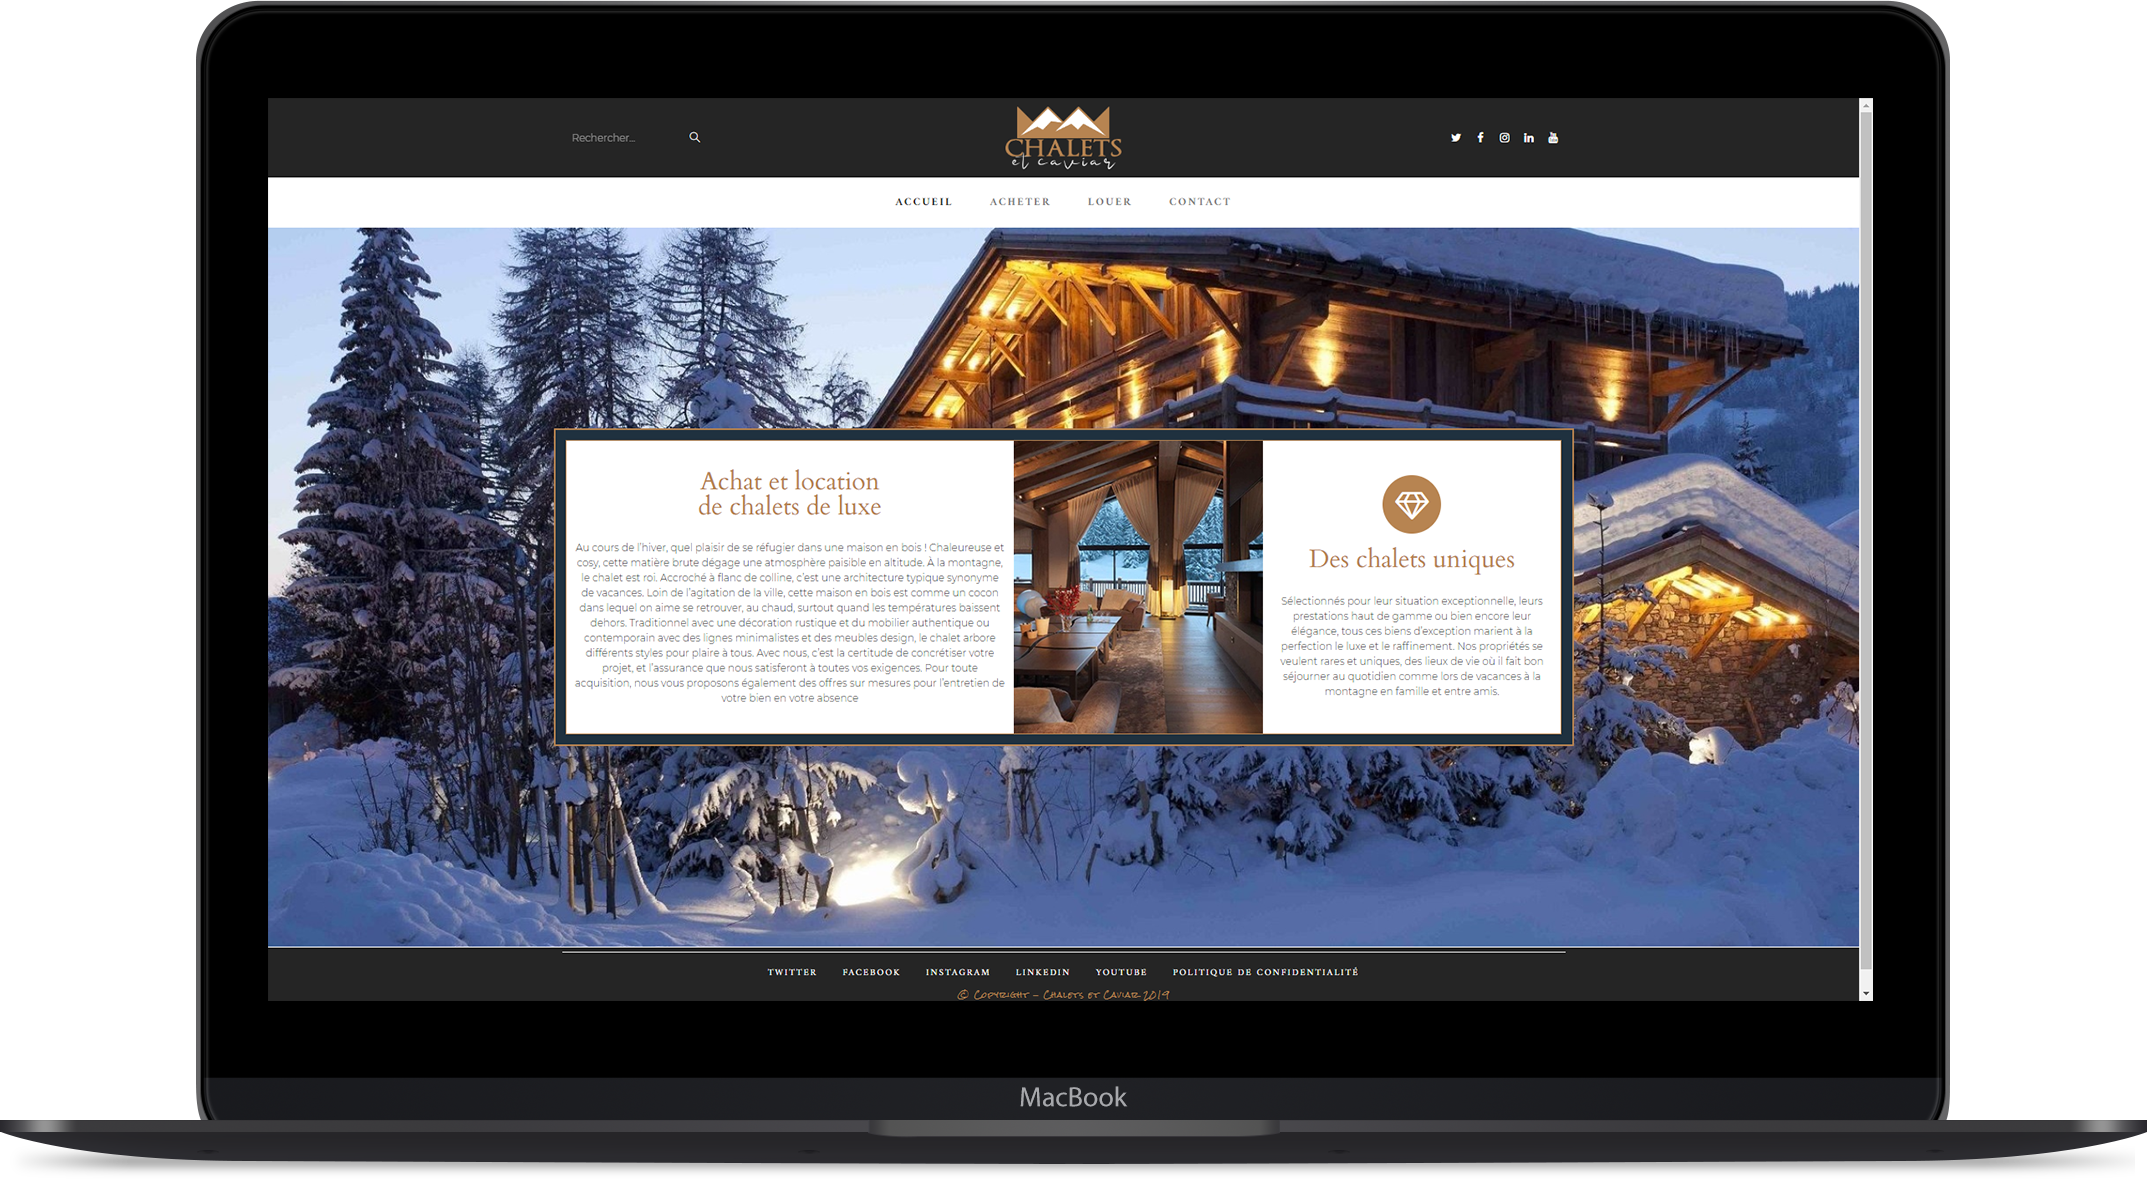 Rechercher...
CHALETS
et caviar
ACCUEIL ACHETER LOUER CONTACT
Achat et location
de chalets de luxe
Au cours de l'hiver, quel plaisir de se réfugier dans une maison en bois ! Chaleureuse et
cosy, cette matière brute dégage une atmosphère paisible en altitude. À la montagne,
le chalet est roi. Accroché à flanc de colline, c'est une architecture typique synonyme
de vacances. Loin de l'agitation de la ville, cette maison en bois est comme un cocon
dans lequel on aime se retrouver, au chaud, surtout quand les températures baissent
dehors. Traditionnel avec une décoration rustique et du mobilier authentique ou
contemporain avec des lignes minimalistes et des meubles design, le chalet arbore
différents styles pour plaire à tous. Avec nous, c'est la certitude de concrétiser votre
projet, et l'assurance que nous satisferont à toutes vos exigences. Pour toute
acquisition, nous vous proposons également des offres sur mesures pour l'entretien de
votre bien en votre absence
Des chalets uniques
Sélectionnés pour leur situation exceptionnelle, leurs
prestations haut de gamme ou bien encore leur
élégance, tous ces biens d'exception marient à la
perfection le luxe et le raffinement. Nos propriétés se
veulent rares et uniques, des lieux de vie où il fait bon
séjourner au quotidien comme lors de vacances à la
montagne en famille et entre amis.
TWITTER FACEBOOK INSTAGRAM LINKEDIN YOUTUBE POLITIQUE DE CONFIDENTIALITÉ
© Copyright – Chalets et Caviar 2019
MacBook